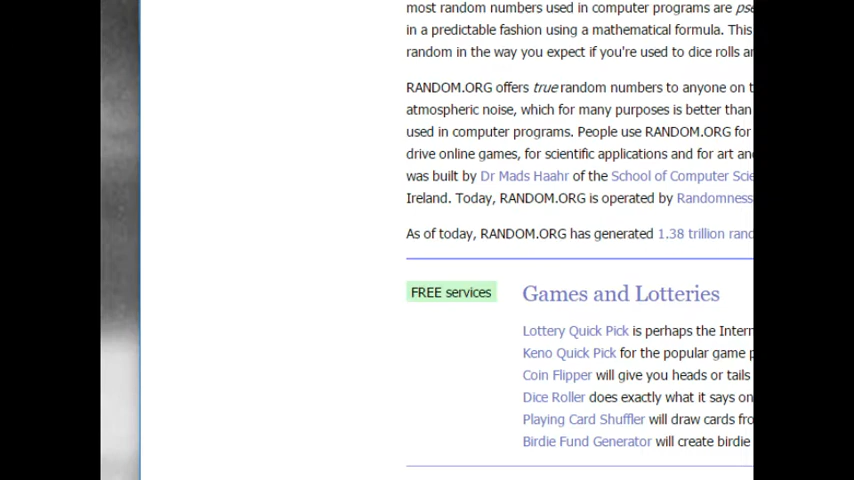 most random numbers used in computer programs are
in a predictable fashion using a mathematical formula. This
random in the way you expect if you're used to dice rolls
RANDOM.ORG offers true random numbers to anyone on
atmospheric noise, which for many purposes is better than
used in computer programs. People use RANDOM.ORG for
drive online games, for scientific applications and for art
was built by Dr Mads Haahr of the School of Computer
Ireland. Today, RANDOM.ORG is operated by Randomness
As of today, RANDOM.ORG has generated 1.38 trillion
FREE services
Games and Lotteries
Lottery Quick Pick is perhaps the
Keno Quick Pick for the popular game
Coin Flipper will give you heads or tails
Dice Roller does exactly what it says on
Playing Card Shuffler will draw cards
Birdie Fund Generator will create birdie